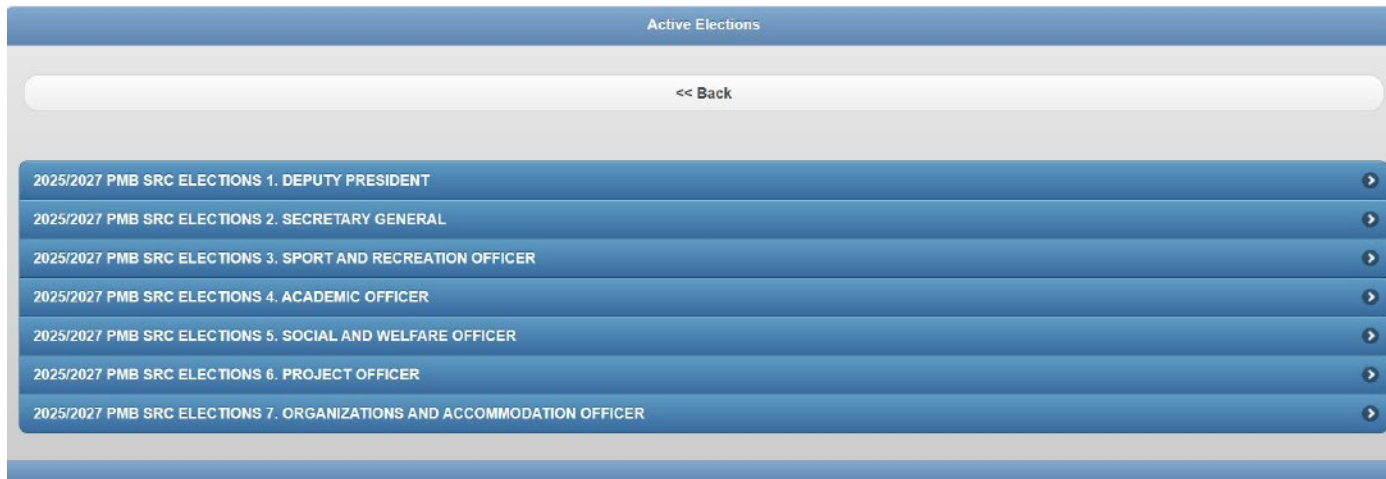 Active Elections
<< Back
2025/2027 PMB SRC ELECTIONS 1. DEPUTY PRESIDENT
2025/2027 PMB SRC ELECTIONS 2. SECRETARY GENERAL
2025/2027 PMB SRC ELECTIONS 3. SPORT AND RECREATION OFFICER
2025/2027 PMB SRC ELECTIONS 4. ACADEMIC OFFICER
2025/2027 PMB SRC ELECTIONS 5. SOCIAL AND WELFARE OFFICER
2025/2027 PMB SRC ELECTIONS 6. PROJECT OFFICER
2025/2027 PMB SRC ELECTIONS 7. ORGANIZATIONS AND ACCOMMODATION OFFICER